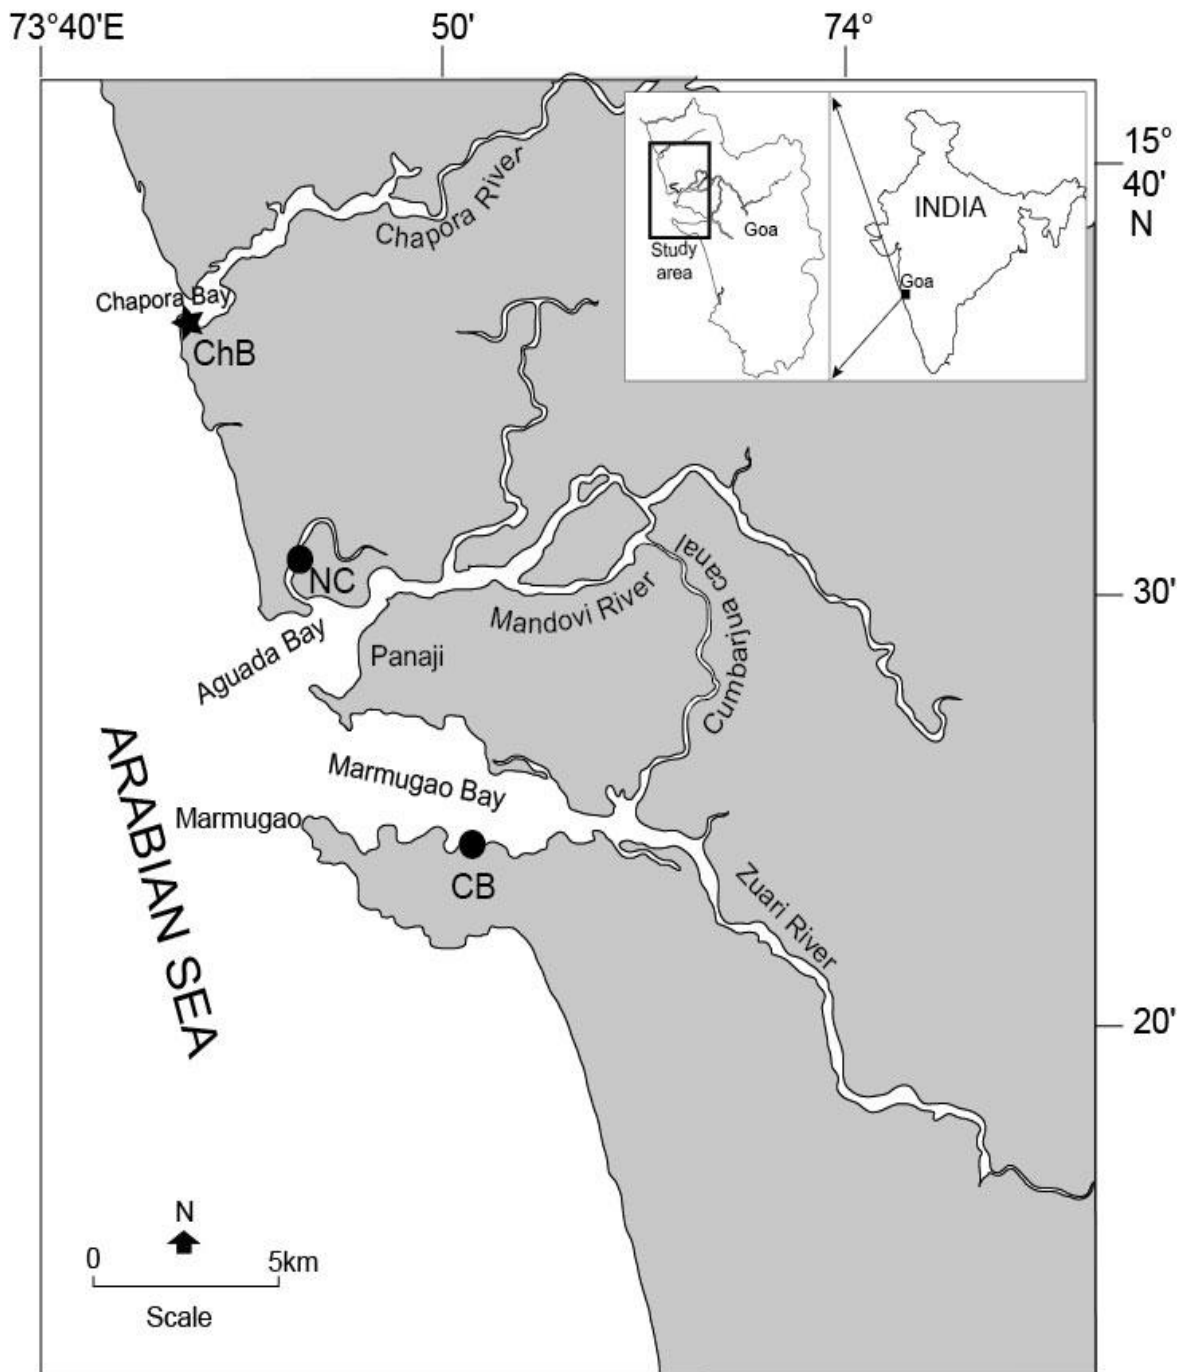 73°40'E 50' 74°
15°
40'
N
INDIA
Goa
Goa
Study
area
Chapora River
Chapora Bay
ChB
NC
Mandovi River
Cumbarjua canal
Aguada Bay
Panaji
30'
ARABIAN SEA
Marmugao Bay
Marmugao
CB
Zuari River
20'
N
0 5km
Scale